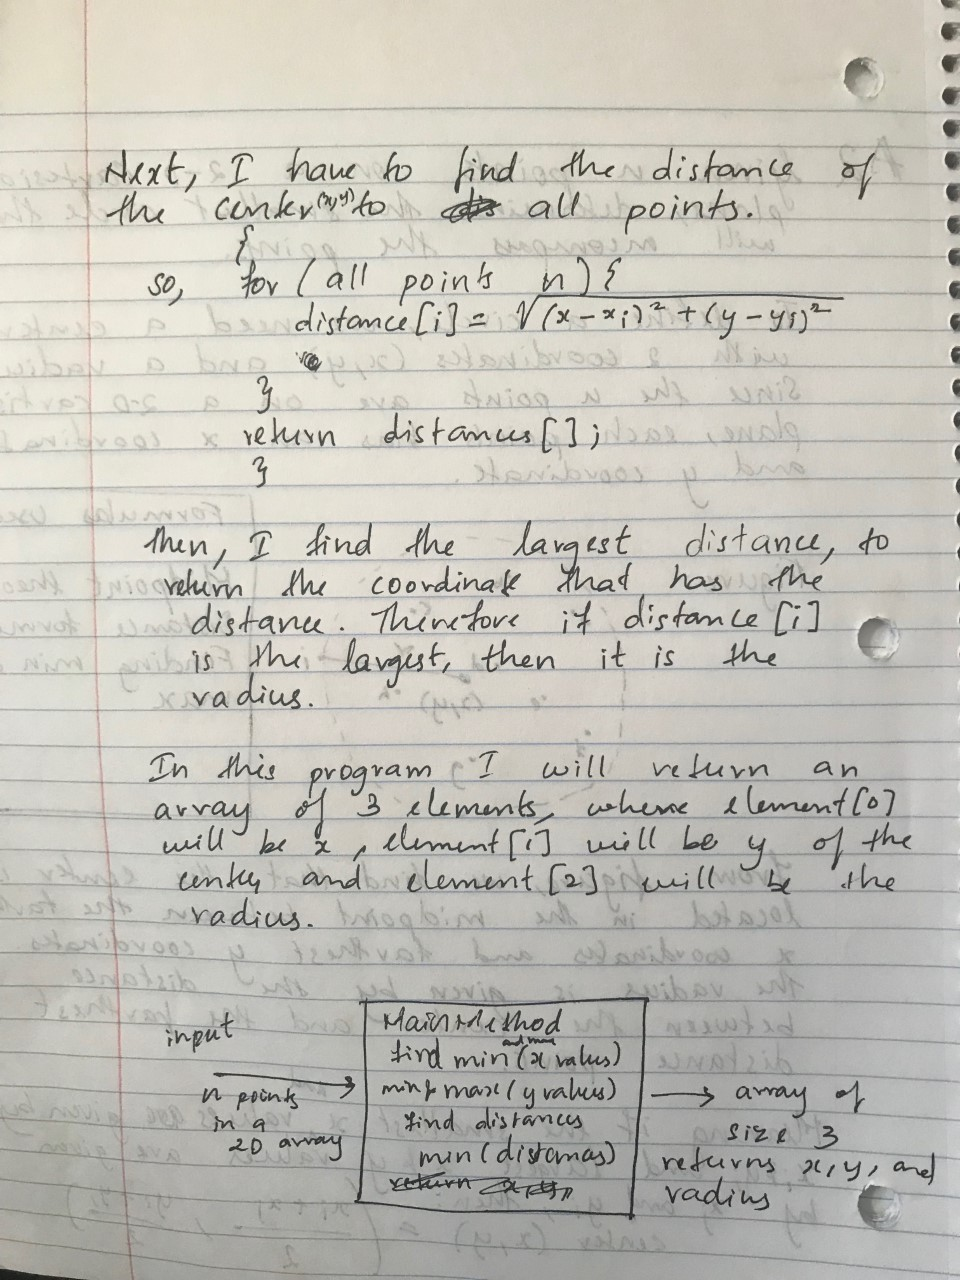 Next, I have to find the distance of
the center (x,y) to all points.
{
so, for (all points n) {
distance[i] = √(x - xi)² + (y - yi)²
}
return distances[];
}
Then, I find the largest distance, to
return the coordinate that has the
distance. Therefore if distance [i]
is the largest, then it is the
radius.
In this program I will return an
array of 3 elements, where element[0]
will be x, element[1] will be y of the
center and element [2] will be the
radius.
input
n points
in a
2D array
Main Method
find min and max (x values)
min & max (y values)
find distances
min (distances)
return x, y,
→ array of
size 3
returns x, y, and
radius